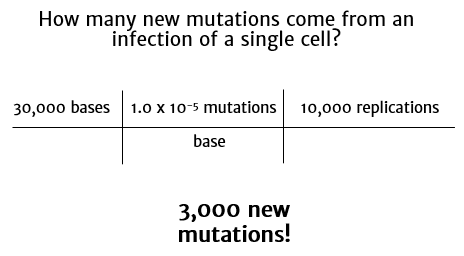 How many new mutations come from an
infection of a single cell?
30,000 bases 1.0 x 10⁻⁵ mutations 10,000 replications
base
3,000 new
mutations!